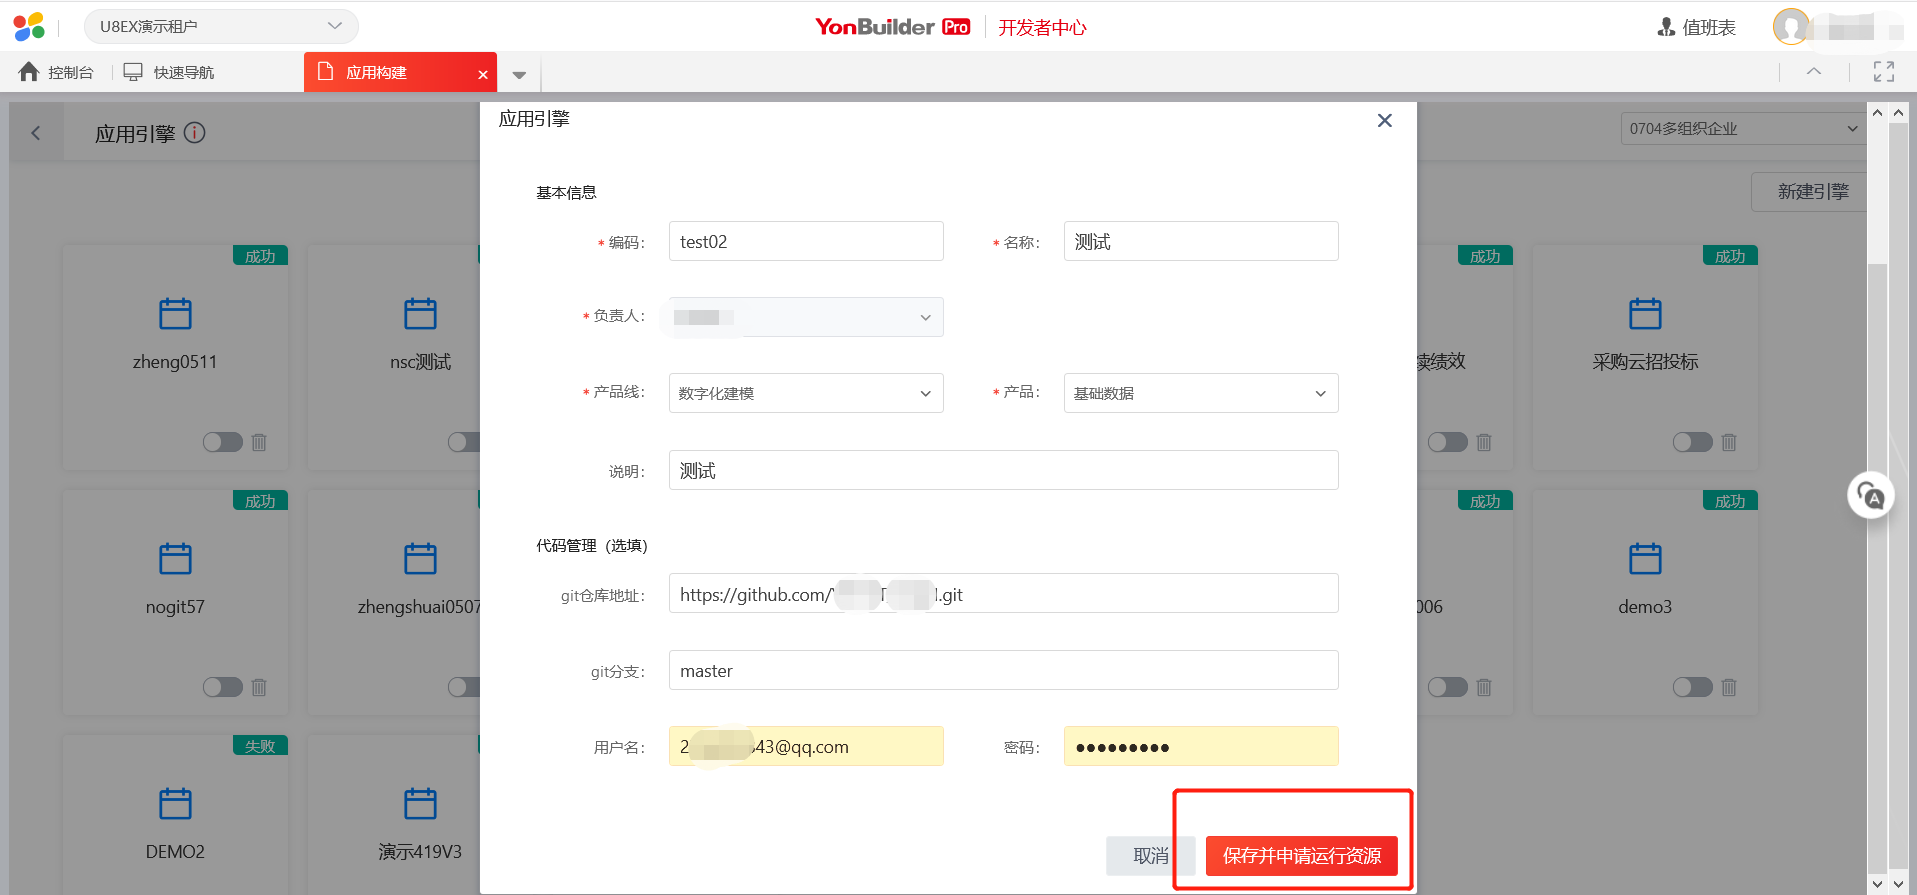 U8EX演示租户
YonBuilder Pro 开发者中心
值班表
控制台
快速导航
应用构建
应用引擎
0704多组织企业
新建引擎
成功
zheng0511
nsc测试
成功
续绩效
成功
采购云招投标
成功
nogit57
zhengshuai0507
成功
006
成功
demo3
失败
DEMO2
演示419V3
应用引擎
基本信息
* 编码： test02
* 名称： 测试
* 负责人：
* 产品线： 数字化建模
* 产品： 基础数据
说明： 测试
代码管理（选填）
git仓库地址： https://github.com/ .git
git分支： master
用户名： 2 43@qq.com
密码： ●●●●●●●●●
取消
保存并申请运行资源